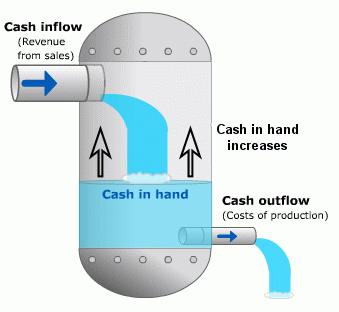 Cash inflow
(Revenue
from sales)
Cash in hand
increases
Cash in hand
Cash outflow
(Costs of production)